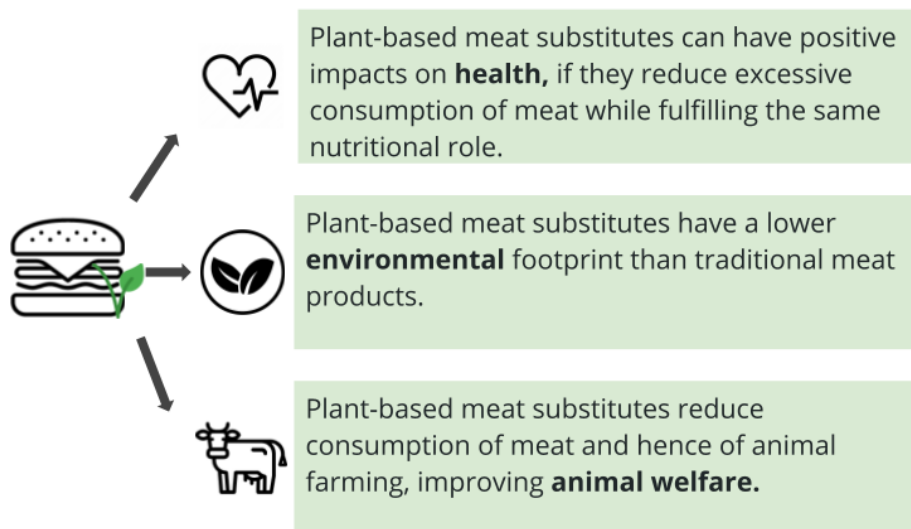 Plant-based meat substitutes can have positive
impacts on health, if they reduce excessive
consumption of meat while fulfilling the same
nutritional role.
Plant-based meat substitutes have a lower
environmental footprint than traditional meat
products.
Plant-based meat substitutes reduce
consumption of meat and hence of animal
farming, improving animal welfare.